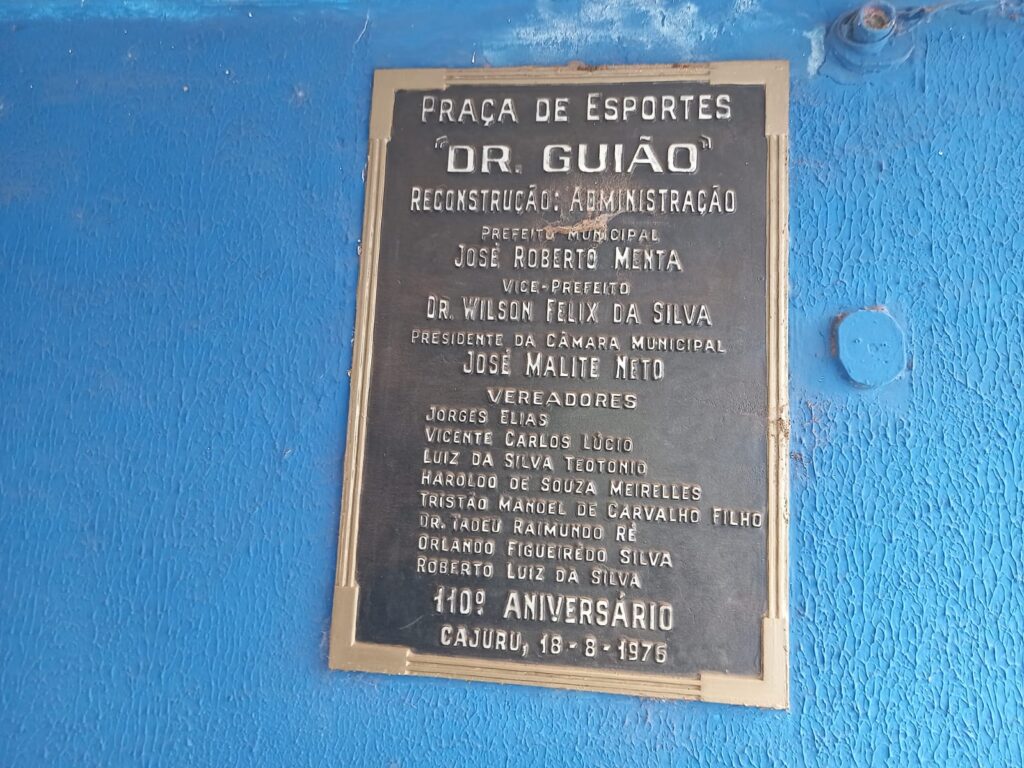 PRAÇA DE ESPORTES
"DR. GUIÃO"
RECONSTRUÇÃO: ADMINISTRAÇÃO
PREFEITO MUNICIPAL
JOSÉ ROBERTO MENTA
VICE-PREFEITO
DR. WILSON FELIX DA SILVA
PRESIDENTE DA CÂMARA MUNICIPAL
JOSÉ MALITE NETO
VEREADORES
JORGES ELIAS
VICENTE CARLOS LÚCIO
LUIZ DA SILVA TEOTONIO
HAROLDO DE SOUZA MEIRELLES
TRISTÃO MANOEL DE CARVALHO FILHO
DR. TADEU RAIMUNDO RÉ
ORLANDO FIGUEIRÊDO SILVA
ROBERTO LUIZ DA SILVA
110º ANIVERSÁRIO
CAJURU, 18-8-1975